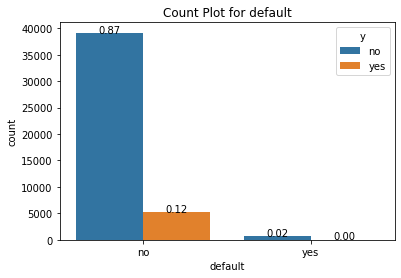 Count Plot for default
40000
35000
30000
25000
20000
15000
10000
5000
0
count
0.87
0.12
0.02
0.00
y
no
yes
no
yes
default